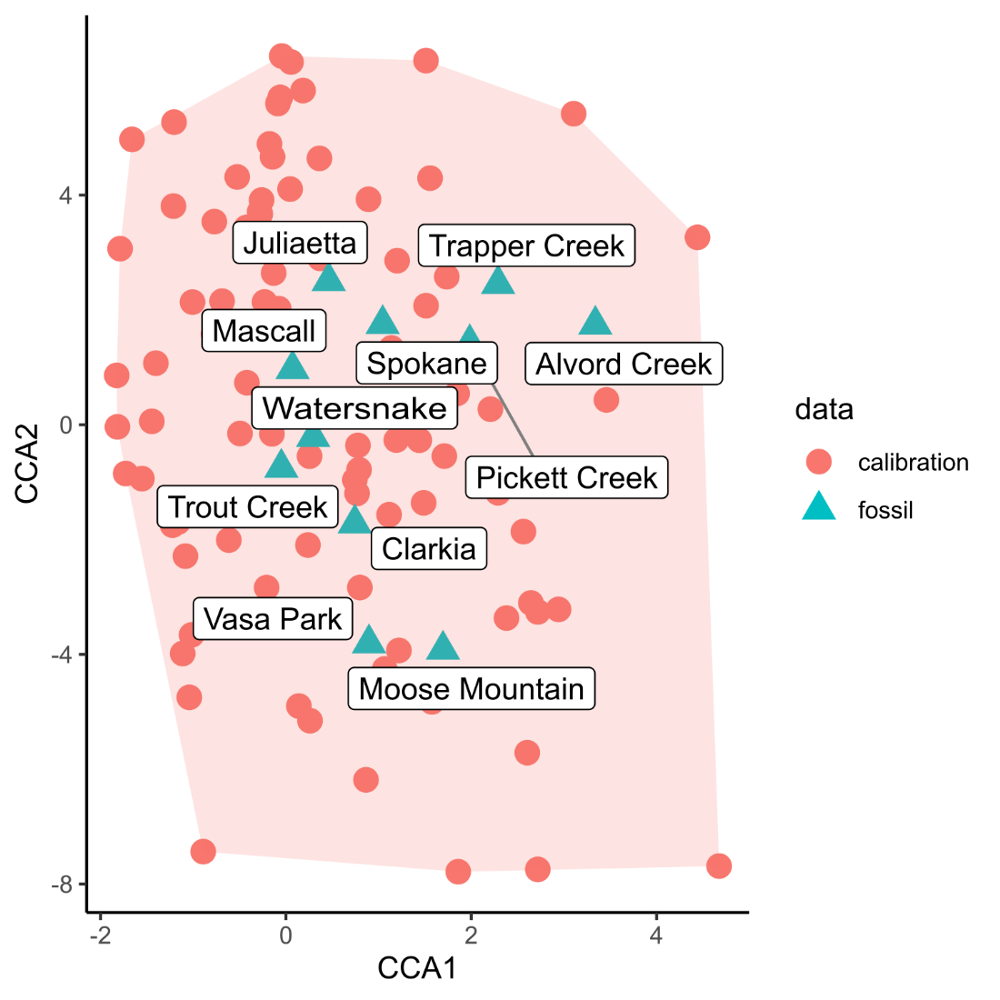 4
0
-4
-8
CCA2
Juliaetta
Trapper Creek
Mascall
Spokane
Alvord Creek
Watersnake
Pickett Creek
Trout Creek
Clarkia
Vasa Park
Moose Mountain
-2 0 2 4
CCA1
data
calibration
fossil